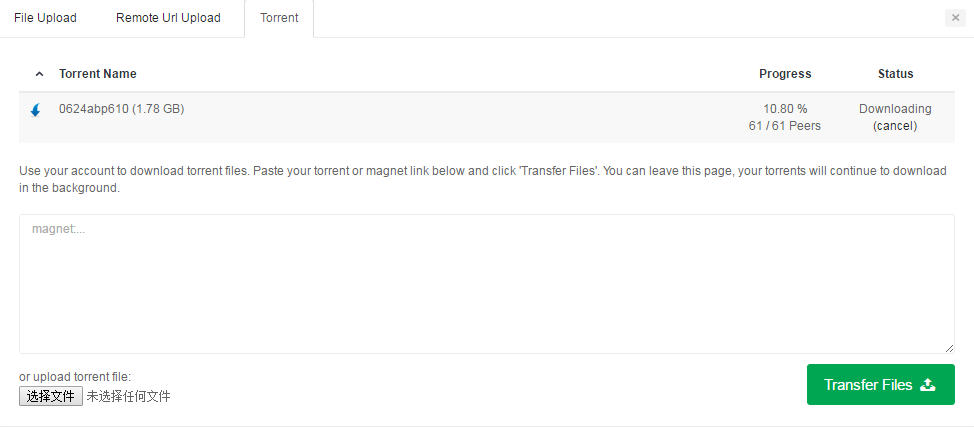 File Upload
Remote Url Upload
Torrent
Torrent Name
Progress
Status
0624abp610 (1.78 GB)
10.80 %
Downloading
61 / 61 Peers
(cancel)
Use your account to download torrent files. Paste your torrent or magnet link below and click 'Transfer Files'. You can leave this page, your torrents will continue to download
in the background.
magnet:...
or upload torrent file:
选择文件 未选择任何文件
Transfer Files